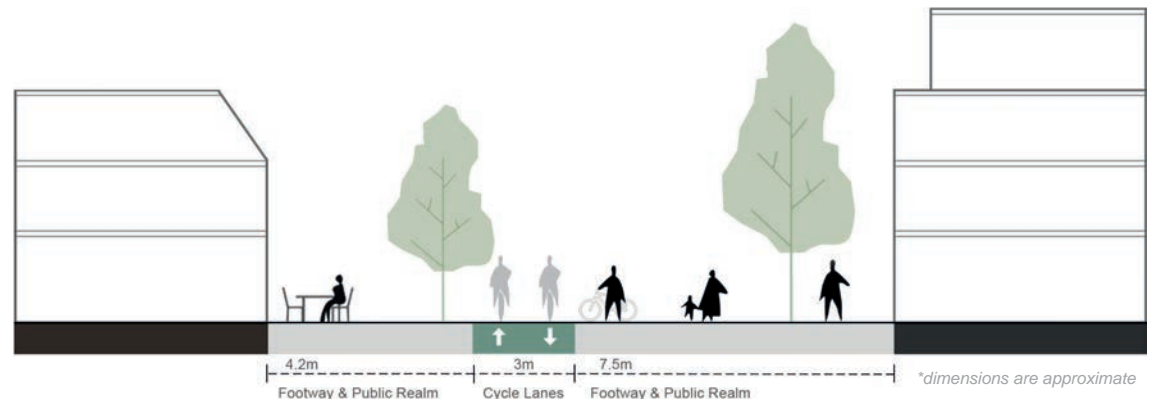 4.2m
3m
7.5m
Footway & Public Realm
Cycle Lanes
Footway & Public Realm
*dimensions are approximate